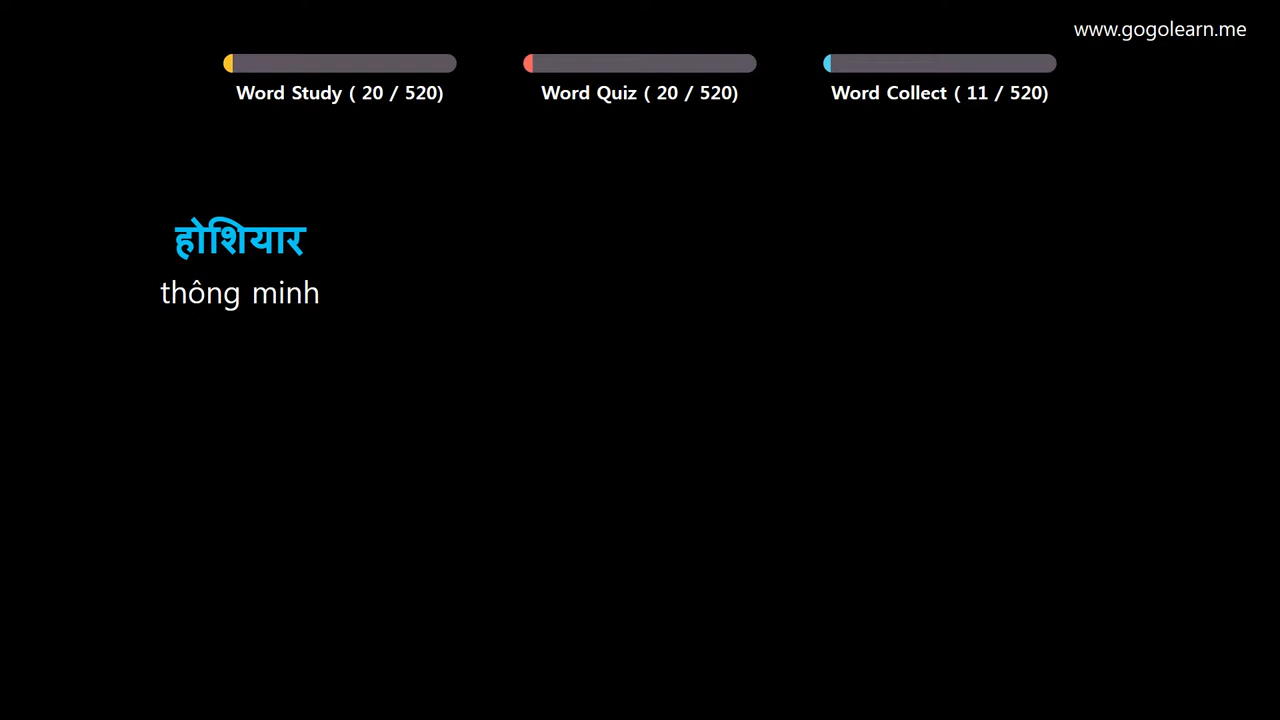 www.gogolearn.me
Word Study ( 20 / 520)
Word Quiz ( 20 / 520)
Word Collect ( 11 / 520)
होशियार
thông minh